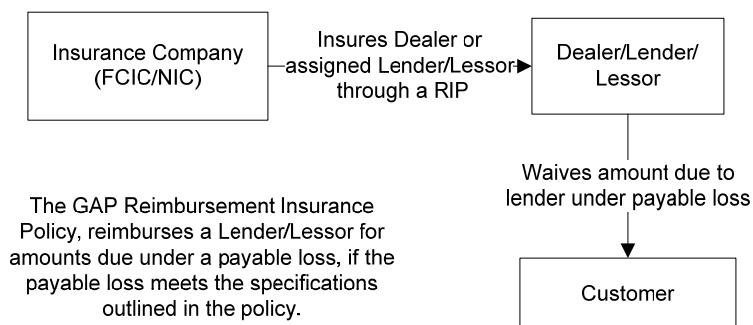 Insurance Company
(FCIC/NIC)
Insures Dealer or
assigned Lender/Lessor
through a RIP
Dealer/Lender/
Lessor
Waives amount due to
lender under payable loss
The GAP Reimbursement Insurance
Policy, reimburses a Lender/Lessor for
amounts due under a payable loss, if the
payable loss meets the specifications
outlined in the policy.
Customer